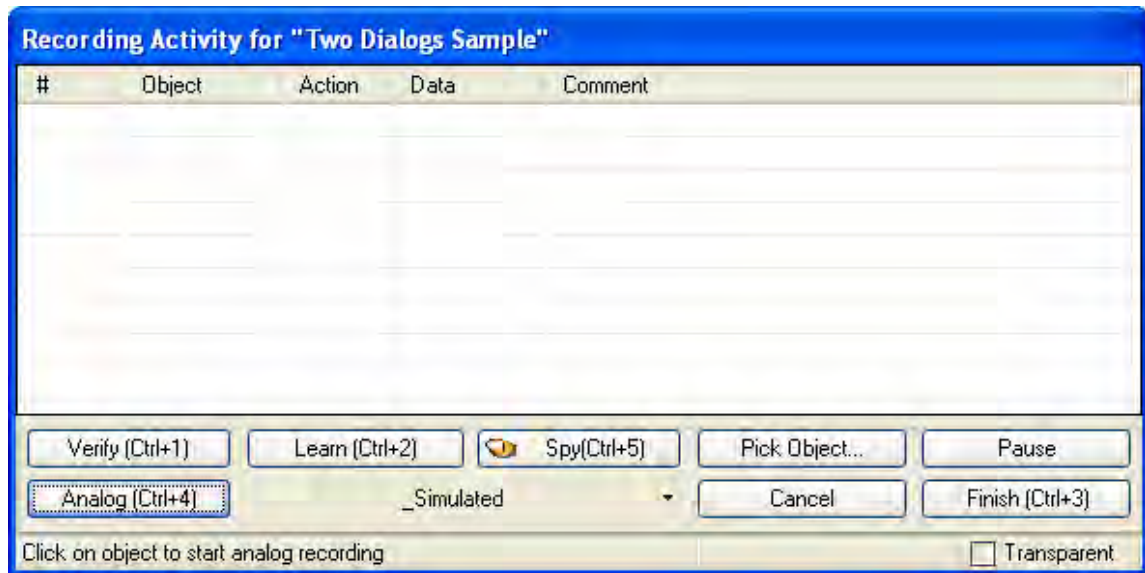 Recording Activity for "Two Dialogs Sample"
# Object Action Data Comment
Verify (Ctrl+1) Learn (Ctrl+2) Spy(Ctrl+5) Pick Object... Pause
Analog (Ctrl+4) _Simulated Cancel Finish (Ctrl+3)
Click on object to start analog recording Transparent